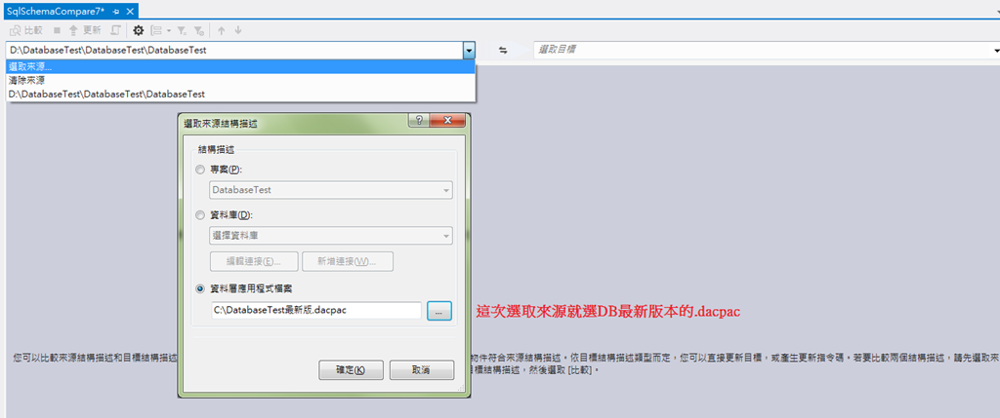 SqlSchemaCompare7*
比較
更新
D:\DatabaseTest\DatabaseTest\DatabaseTest
選取目標
選取來源...
清除來源
D:\DatabaseTest\DatabaseTest\DatabaseTest
選取來源結構描述
結構描述
專案(P):
DatabaseTest
資料庫(D):
選擇資料庫
編輯連接(E)...
新增連接(W)...
資料層應用程式檔案
C:\DatabaseTest最新版.dacpac
...
這次選取來源就選DB最新版本的.dacpac
您可以比較來源結構描述和目標結構描述
物件符合來源結構描述。依目標結構描述類型而定，您可以直接更新目標，或產生更新指令碼。若要比較兩個結構描述，請先選取來
目標結構描述，然後選取 [比較]。
確定(K)
取消